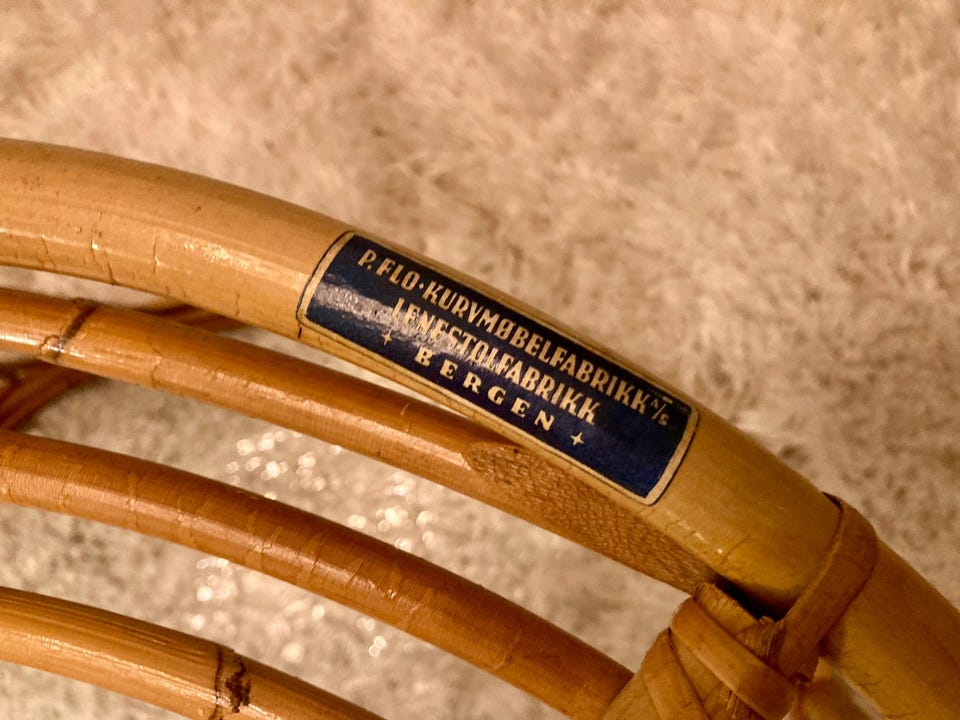 P. FLO · KURVMØBELFABRIKK A/S
LENESTOLFABRIKK
BERGEN